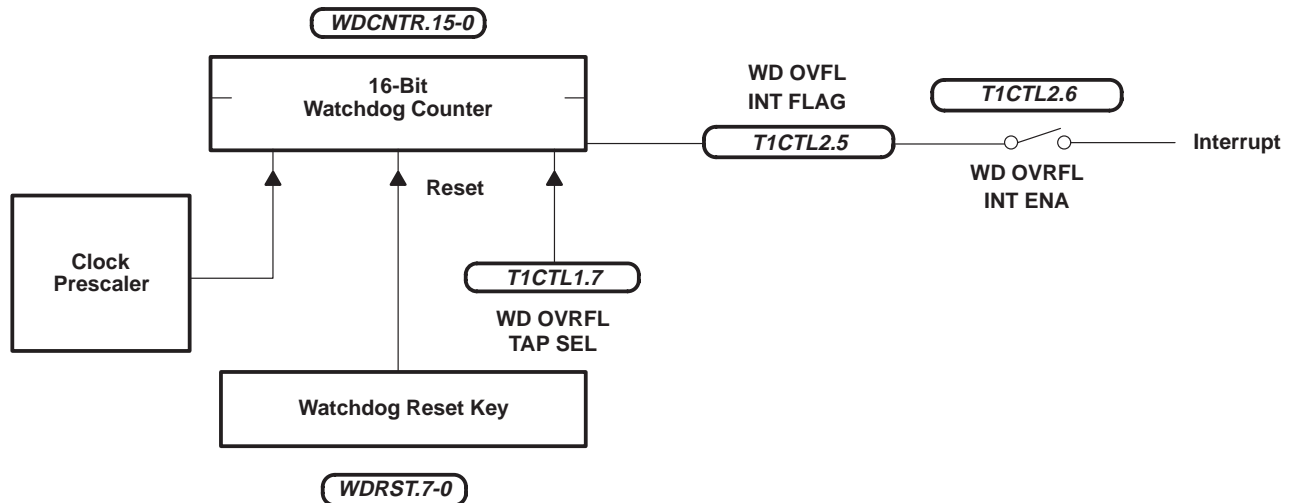 WDCNTR.15-0
16-Bit
Watchdog Counter
WD OVFL
INT FLAG
T1CTL2.5
T1CTL2.6
WD OVRFL
INT ENA
Interrupt
Reset
Clock
Prescaler
T1CTL1.7
WD OVRFL
TAP SEL
Watchdog Reset Key
WDRST.7-0